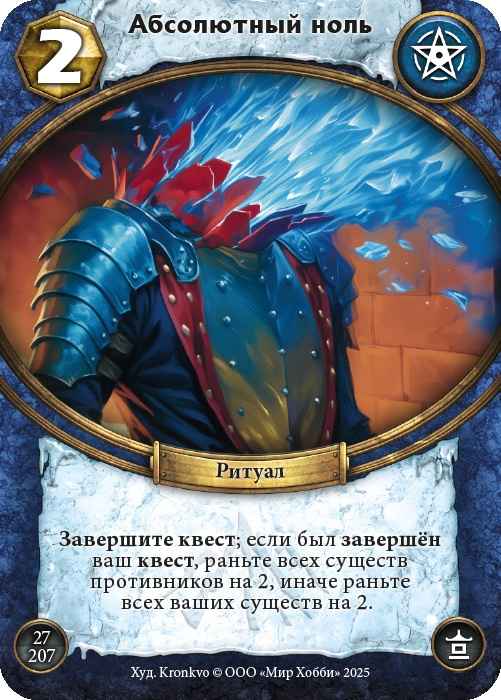 Абсолютный ноль
2
Ритуал
Завершите квест; если был завершён
ваш квест, раньте всех существ
противников на 2, иначе раньте
всех ваших существ на 2.
27
207
Худ. Kronkvo © ООО «Мир Хобби» 2025